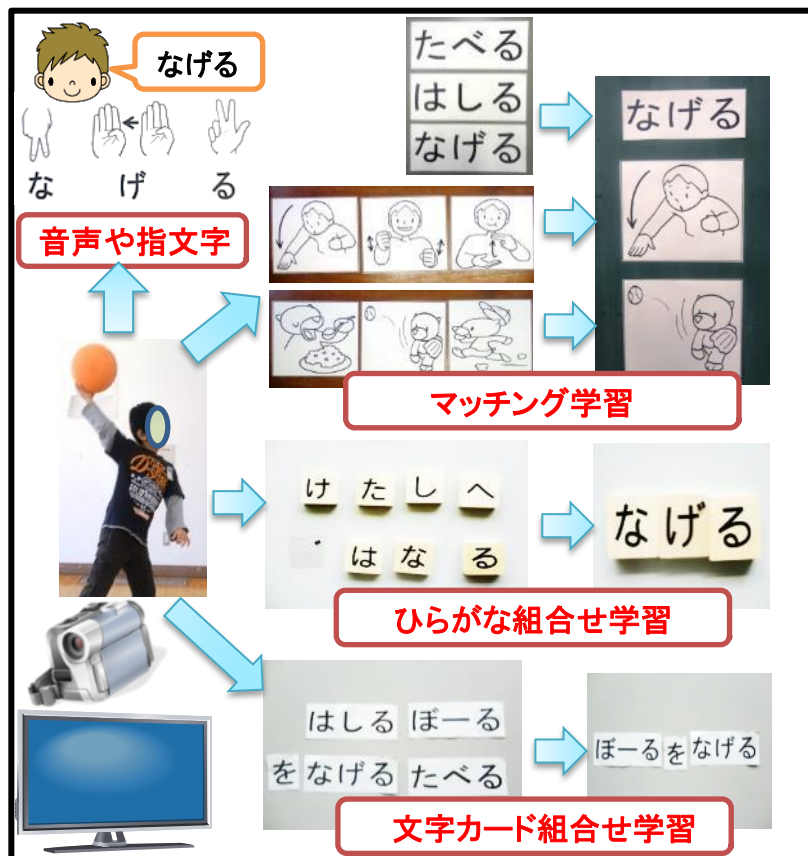 なげる
な げ る
音声や指文字
たべる
はしる
なげる
なげる
マッチング学習
け た し へ
は な る
なげる
ひらがな組合せ学習
はしる ぼーる
を なげる たべる
ぼーる を なげる
文字カード組合せ学習